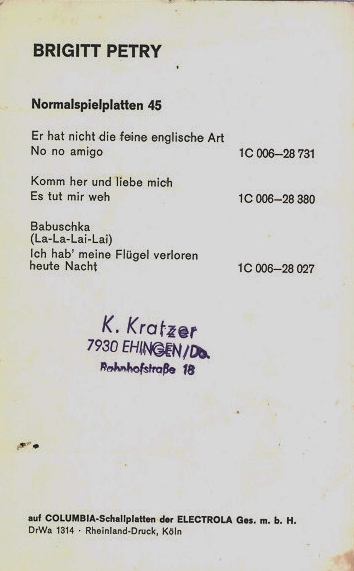 BRIGITT PETRY
Normalspielplatten 45
Er hat nicht die feine englische Art
No no amigo 1C 006—28 731
Komm her und liebe mich
Es tut mir weh 1C 006—28 380
Babuschka
(La-La-Lai-Lai)
Ich hab' meine Flügel verloren
heute Nacht 1C 006—28 027
K. Kratzer
7930 EHINGEN/Do.
Bahnhofstraße 18
auf COLUMBIA-Schallplatten der ELECTROLA Ges. m. b. H.
DrWa 1314 · Rheinland-Druck, Köln